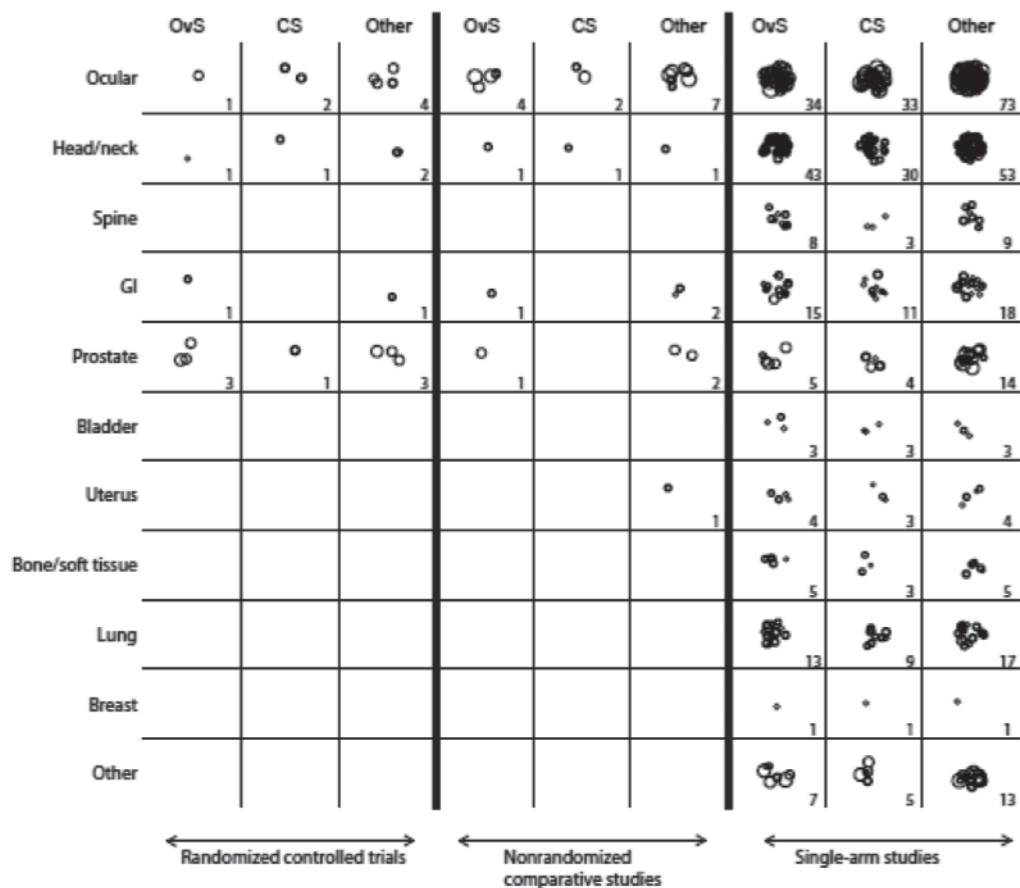 OvS CS Other OvS CS Other OvS CS Other
Ocular 1 2 4 4 2 7 34 33 73
Head/neck 1 1 2 1 1 1 43 30 53
Spine 8 3 9
GI 1 1 1 2 15 11 18
Prostate 3 1 3 1 2 5 4 14
Bladder 3 3 3
Uterus 1 4 3 4
Bone/soft tissue 5 3 5
Lung 13 9 17
Breast 1 1 1
Other 7 5 13
Randomized controlled trials Nonrandomized Single-arm studies
comparative studies